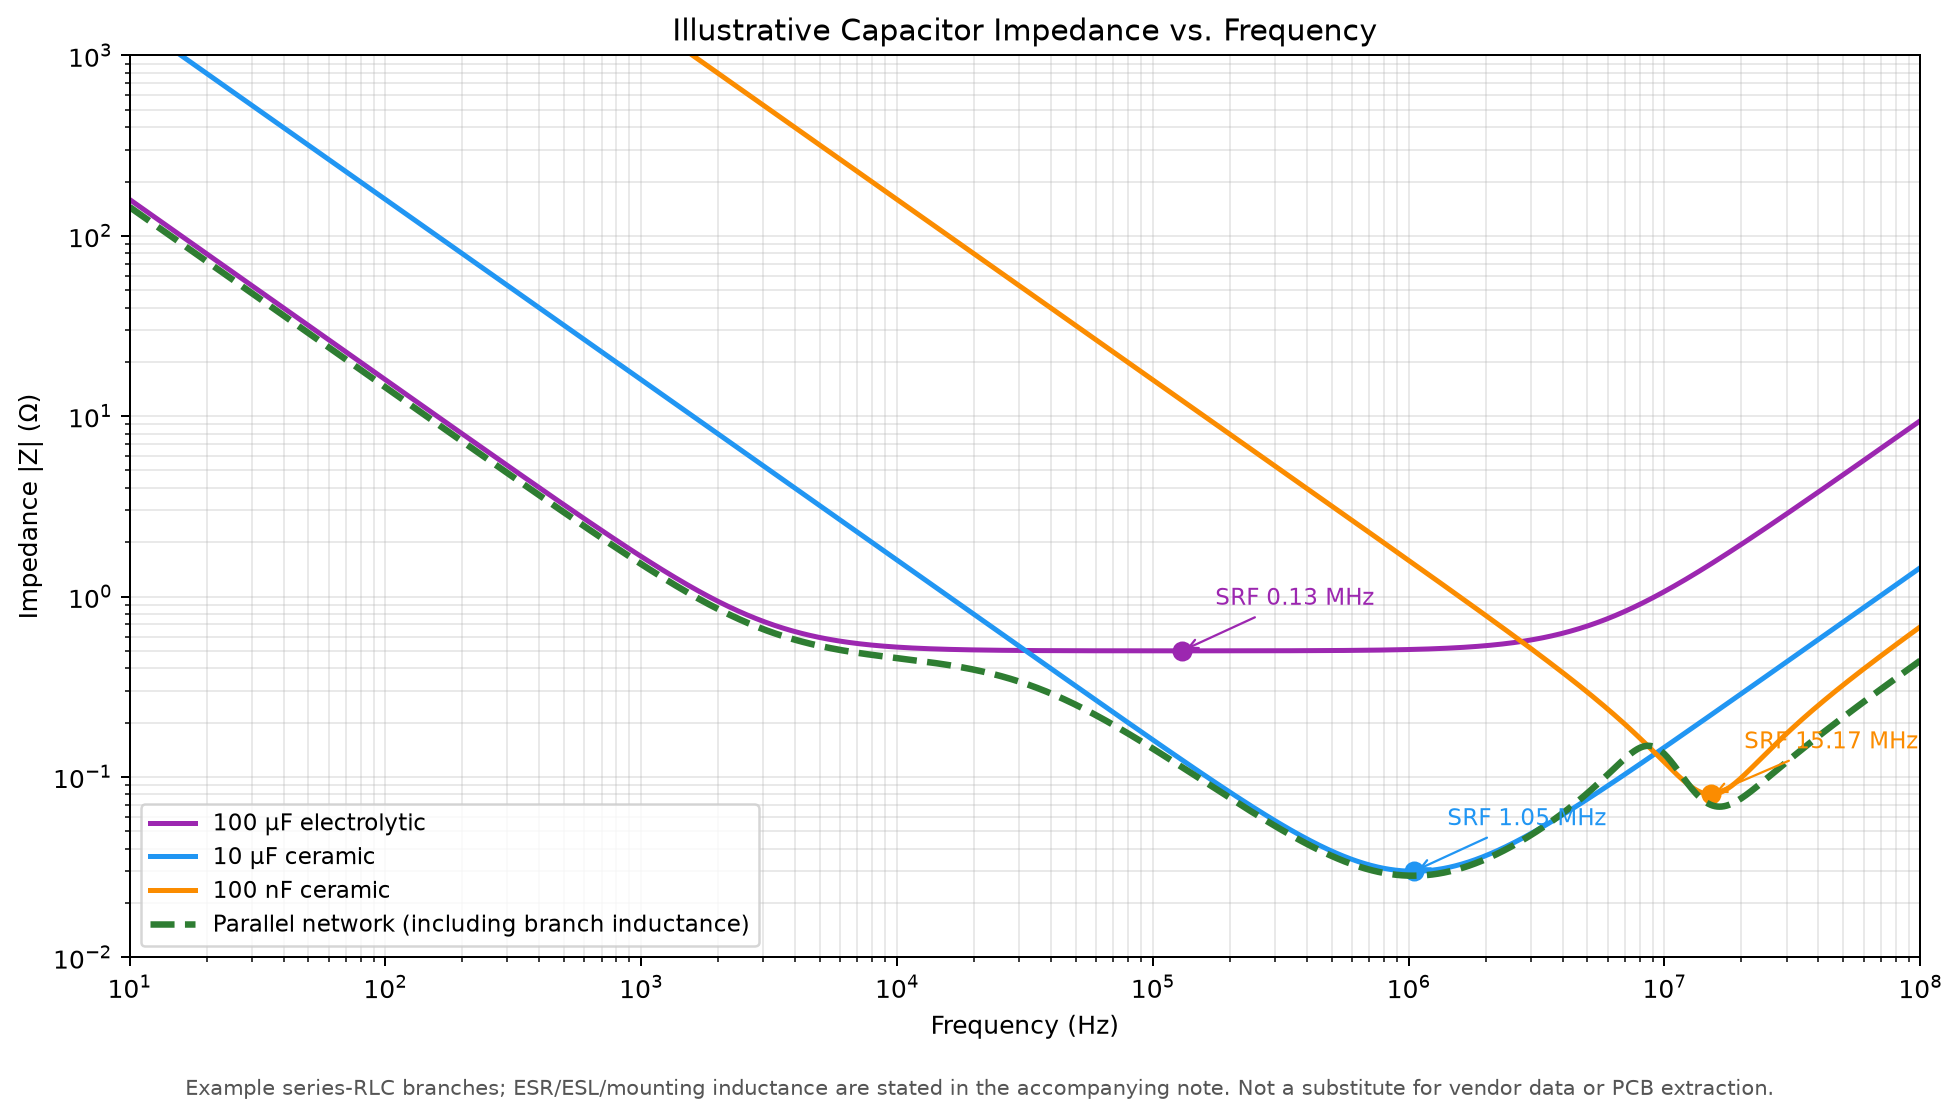 Illustrative Capacitor Impedance vs. Frequency
10³
10²
10¹
10⁰
10⁻¹
10⁻²
Impedance |Z| (Ω)
SRF 0.13 MHz
SRF 15.17 MHz
SRF 1.05 MHz
100 µF electrolytic
10 µF ceramic
100 nF ceramic
Parallel network (including branch inductance)
10¹ 10² 10³ 10⁴ 10⁵ 10⁶ 10⁷ 10⁸
Frequency (Hz)
Example series-RLC branches; ESR/ESL/mounting inductance are stated in the accompanying note. Not a substitute for vendor data or PCB extraction.